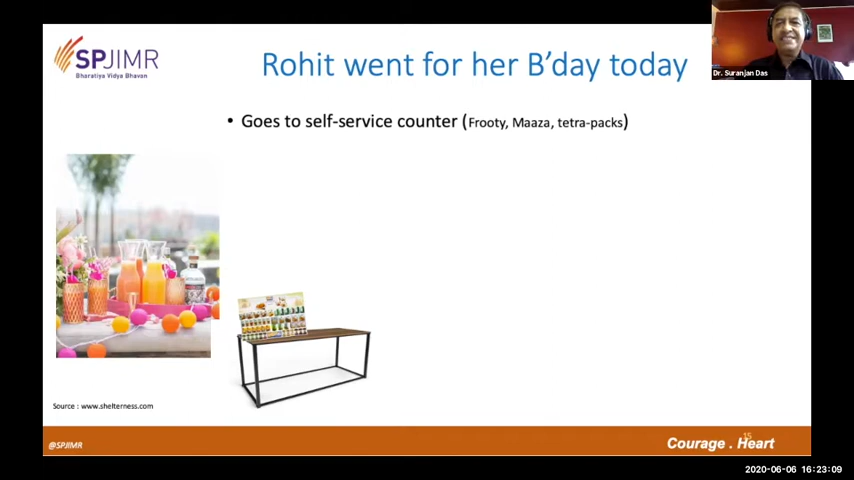 SPJIMR
Bharatiya Vidya Bhavan
Rohit went for her B'day today
Dr. Suranjan Das
• Goes to self-service counter (Frooty, Maaza, tetra-packs)
Source : www.shelterness.com
@SPJIMR
15
Courage . Heart
2020-06-06 16:23:09